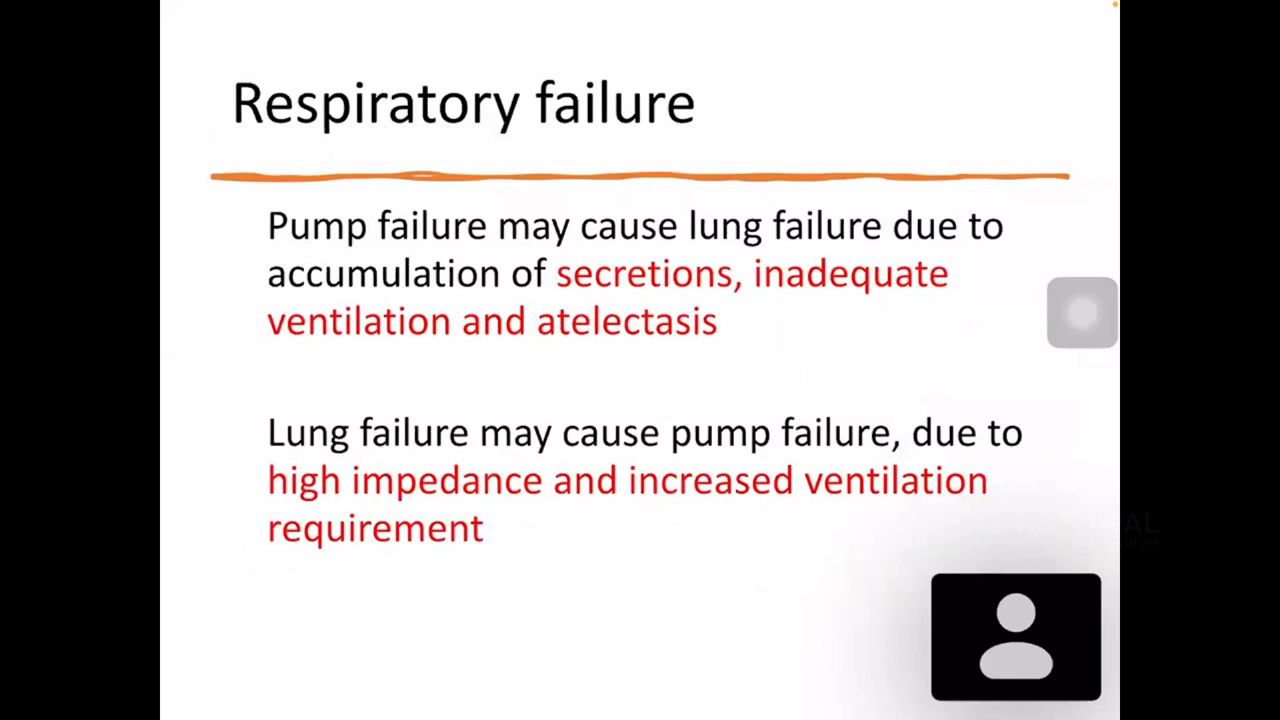 Respiratory failure
Pump failure may cause lung failure due to
accumulation of secretions, inadequate
ventilation and atelectasis
Lung failure may cause pump failure, due to
high impedance and increased ventilation
requirement